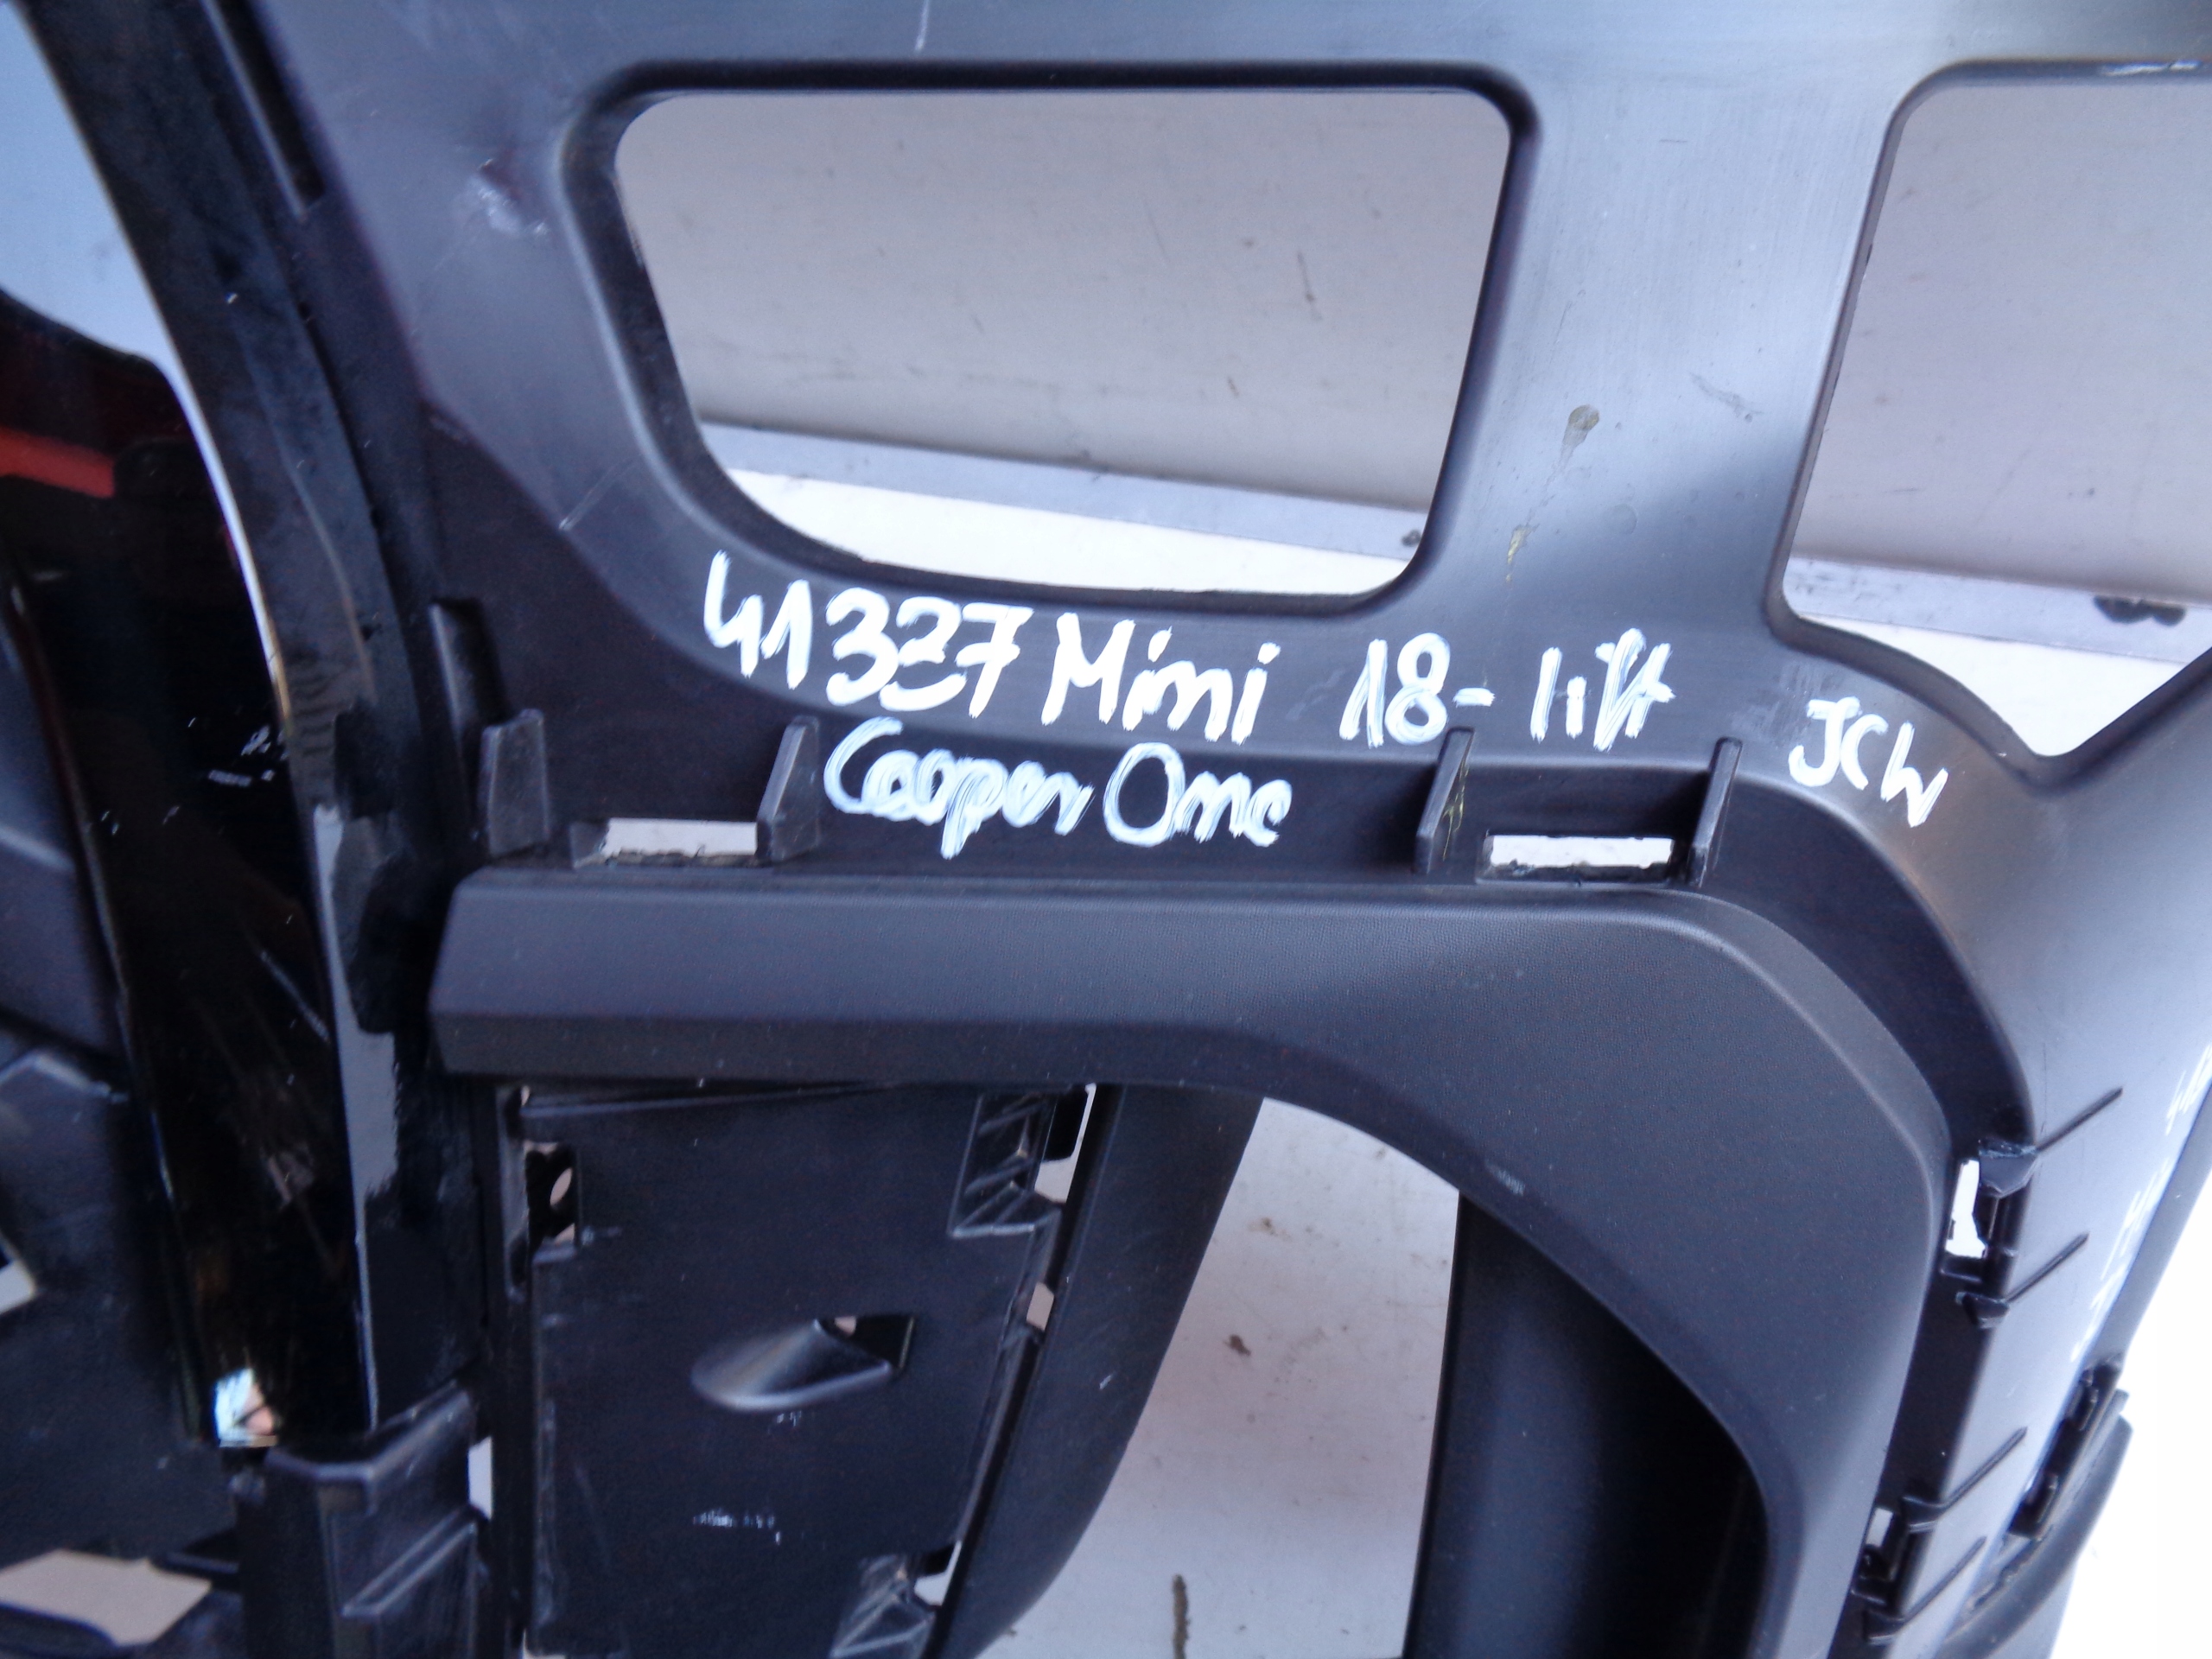 41337 Mini 18- lift JCW
Cooper One